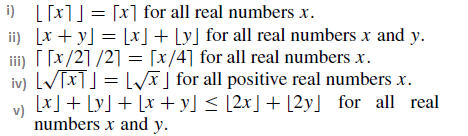 i) ⌊⌈x⌉⌋ = ⌈x⌉ for all real numbers x.
ii) ⌊x + y⌋ = ⌊x⌋ + ⌊y⌋ for all real numbers x and y.
iii) ⌈⌈x/2⌉/2⌉ = ⌈x/4⌉ for all real numbers x.
iv) ⌊√⌈x⌉⌋ = ⌊√x⌋ for all positive real numbers x.
v) ⌊x⌋ + ⌊y⌋ + ⌊x + y⌋ ≤ ⌊2x⌋ + ⌊2y⌋ for all real
numbers x and y.